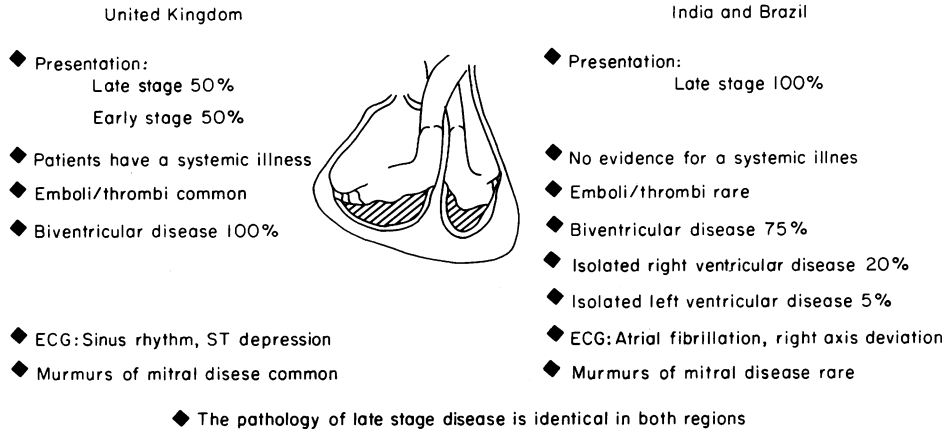 United Kingdom
◆ Presentation:
Late stage 50%
Early stage 50%
◆ Patients have a systemic illness
◆ Emboli/thrombi common
◆ Biventricular disease 100%
◆ ECG: Sinus rhythm, ST depression
◆ Murmurs of mitral disese common
India and Brazil
◆ Presentation:
Late stage 100%
◆ No evidence for a systemic illnes
◆ Emboli/thrombi rare
◆ Biventricular disease 75%
◆ Isolated right ventricular disease 20%
◆ Isolated left ventricular disease 5%
◆ ECG: Atrial fibrillation, right axis deviation
◆ Murmurs of mitral disease rare
◆ The pathology of late stage disease is identical in both regions